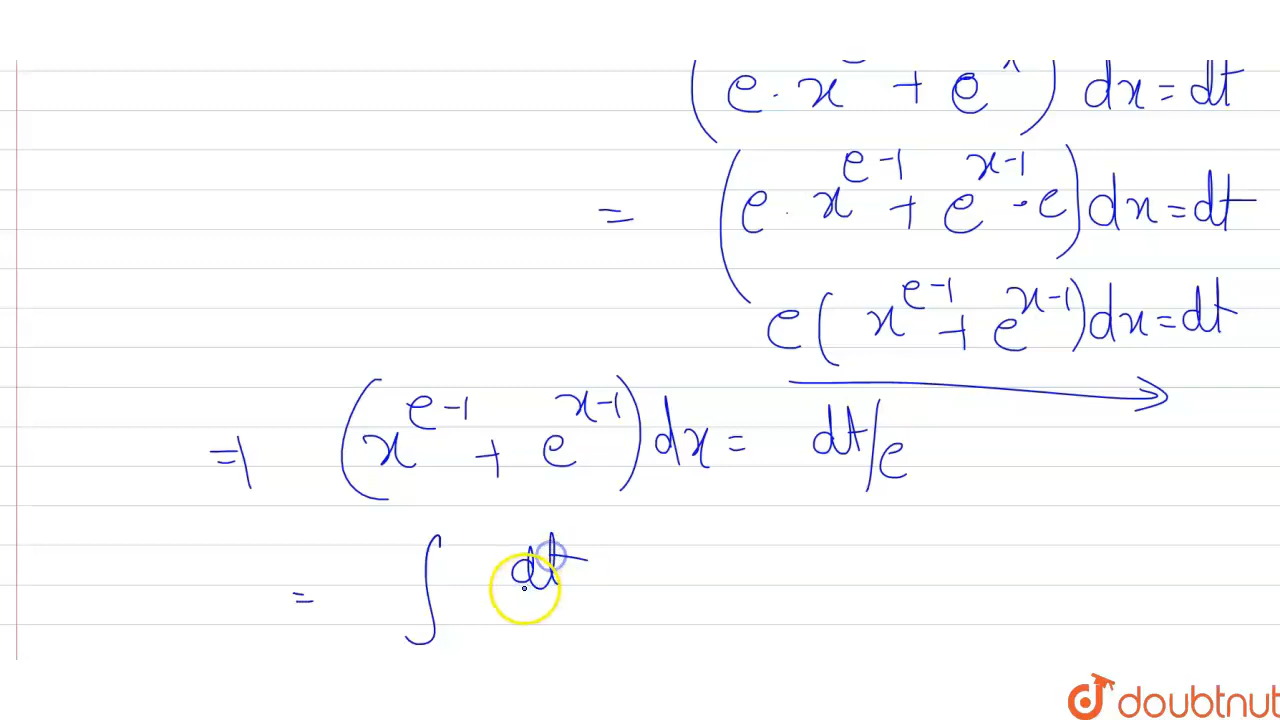 (e · x + e^x) dx = dt
= (e · x^{e-1} + e^{x-1} · e) dx = dt
e(x^{e-1} + e^{x-1}) dx = dt
⇒ (x^{e-1} + e^{x-1}) dx = dt/e
= ∫ dt
doubtnut